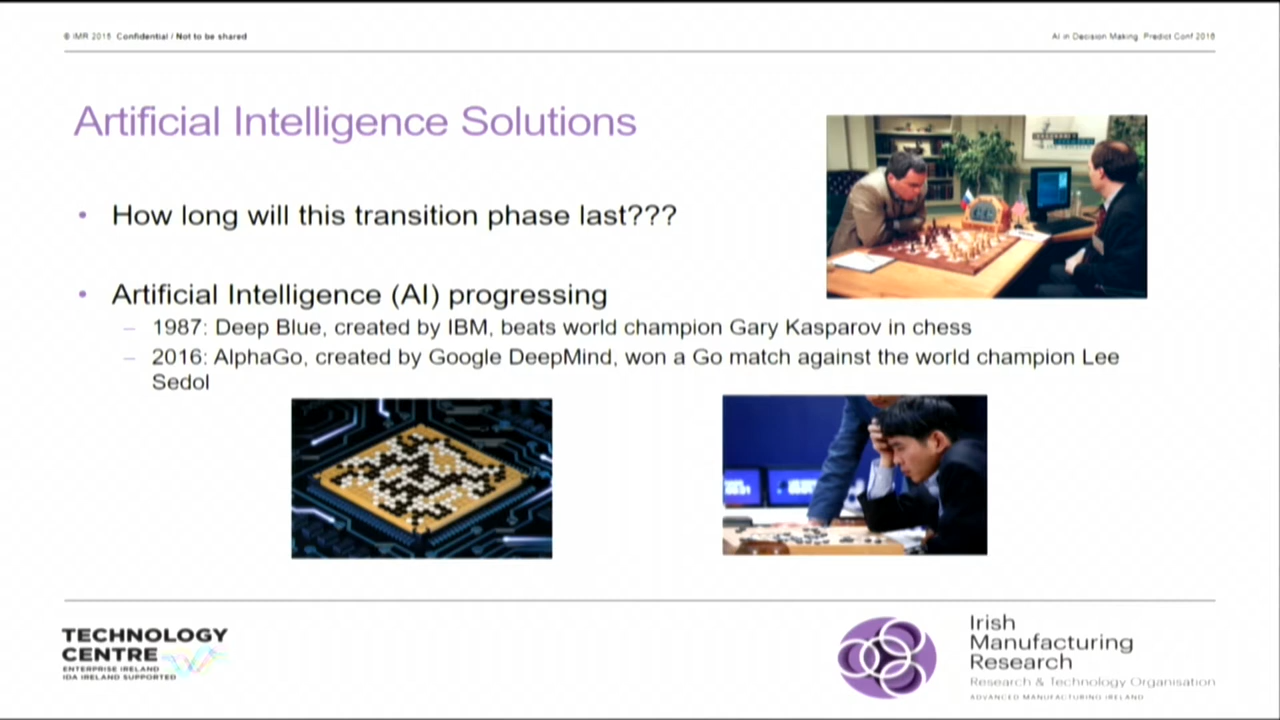 © IMR 2018 Confidential / Not to be shared
AI in Decision Making Predict Conf 2018
Artificial Intelligence Solutions
• How long will this transition phase last???
• Artificial Intelligence (AI) progressing
– 1987: Deep Blue, created by IBM, beats world champion Gary Kasparov in chess
– 2016: AlphaGo, created by Google DeepMind, won a Go match against the world champion Lee
Sedol
TECHNOLOGY
CENTRE
ENTERPRISE IRELAND
IDA IRELAND SUPPORTED
Irish
Manufacturing
Research
Research & Technology Organisation
ADVANCED MANUFACTURING IRELAND